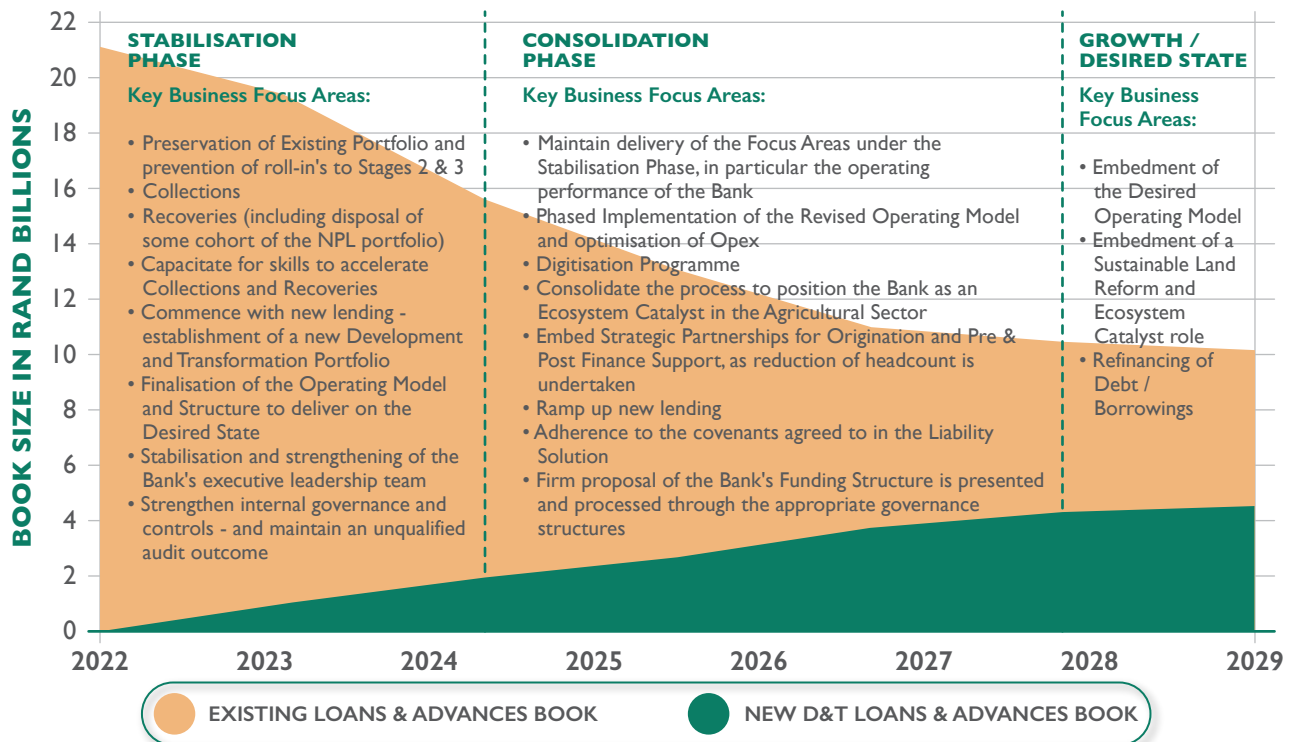 BOOK SIZE IN RAND BILLIONS
22
20
18
16
14
12
10
8
6
4
2
0
STABILISATION
PHASE
Key Business Focus Areas:
• Preservation of Existing Portfolio and
prevention of roll-in's to Stages 2 & 3
• Collections
• Recoveries (including disposal of
some cohort of the NPL portfolio)
• Capacitate for skills to accelerate
Collections and Recoveries
• Commence with new lending -
establishment of a new Development
and Transformation Portfolio
• Finalisation of the Operating Model
and Structure to deliver on the
Desired State
• Stabilisation and strengthening of the
Bank's executive leadership team
• Strengthen internal governance and
controls - and maintain an unqualified
audit outcome
CONSOLIDATION
PHASE
Key Business Focus Areas:
• Maintain delivery of the Focus Areas under the
Stabilisation Phase, in particular the operating
performance of the Bank
• Phased Implementation of the Revised Operating Model
and optimisation of Opex
• Digitisation Programme
• Consolidate the process to position the Bank as an
Ecosystem Catalyst in the Agricultural Sector
• Embed Strategic Partnerships for Origination and Pre &
Post Finance Support, as reduction of headcount is
undertaken
• Ramp up new lending
• Adherence to the covenants agreed to in the Liability
Solution
• Firm proposal of the Bank's Funding Structure is presented
and processed through the appropriate governance
structures
GROWTH /
DESIRED STATE
Key Business
Focus Areas:
• Embedment of
the Desired
Operating Model
• Embedment of a
Sustainable Land
Reform and
Ecosystem
Catalyst role
• Refinancing of
Debt /
Borrowings
2022 2023 2024 2025 2026 2027 2028 2029
EXISTING LOANS & ADVANCES BOOK
NEW D&T LOANS & ADVANCES BOOK